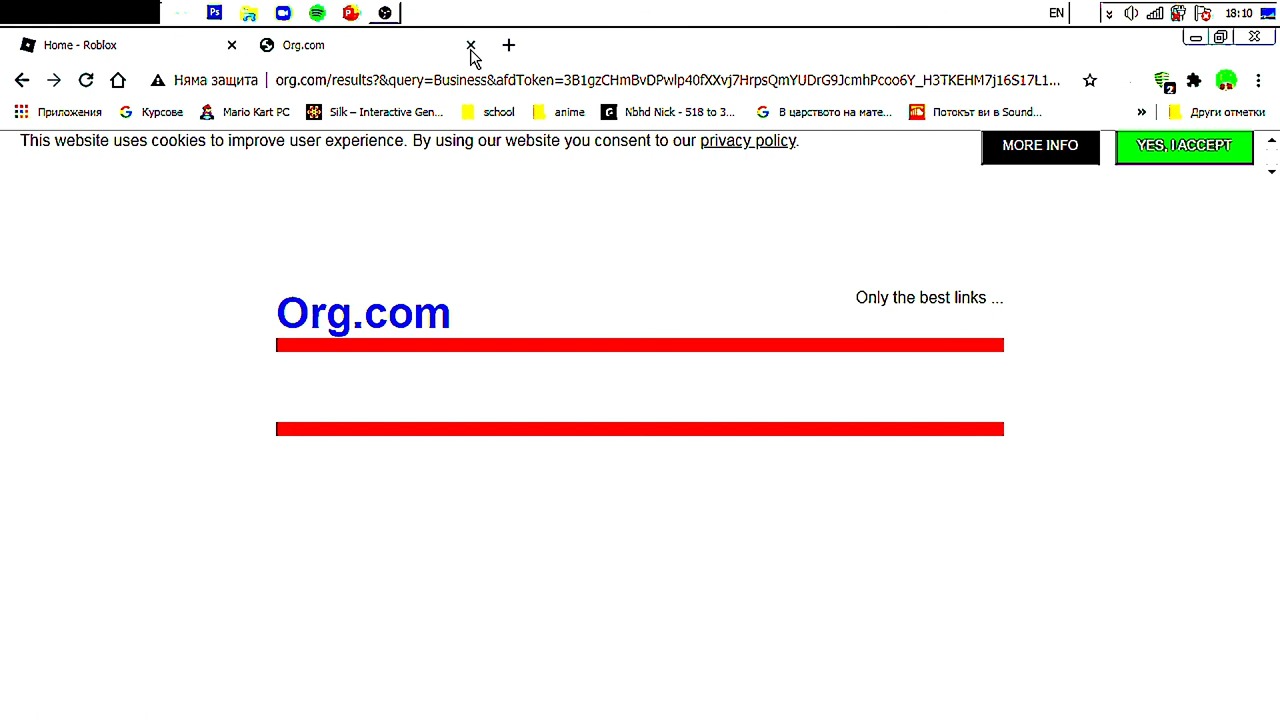 Ps
EN
18:10
Home - Roblox
Org.com
Няма защита
org.com/results?&query=Business&afdToken=3B1gzCHmBvDPwlp40fXXvj7HrpsQmYUDrG9JcmhPcoo6Y_H3TKEHM7j16S17L1...
2
Приложения
Курсове
Mario Kart PC
Silk – Interactive Gen...
school
anime
Nbhd Nick - 518 to 3...
В царството на мате...
Потокът ви в Sound...
»
Други отметки
This website uses cookies to improve user experience. By using our website you consent to our privacy policy.
MORE INFO
YES, I ACCEPT
Org.com
Only the best links ...